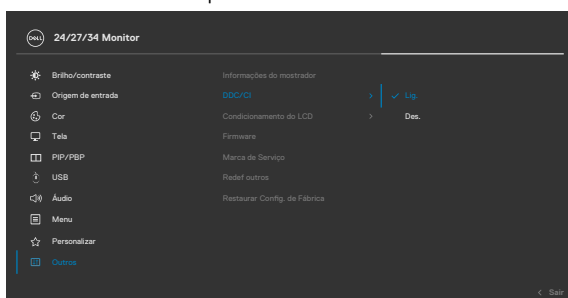 DELL 24/27/34 Monitor
Brilho/contraste
Origem de entrada
Cor
Tela
PIP/PBP
USB
Áudio
Menu
Personalizar
Outros
Informações do mostrador
DDC/CI
Condicionamento do LCD
Firmware
Marca de Serviço
Redef outros
Restaurar Config. de Fábrica
Lig.
Des.
Sair